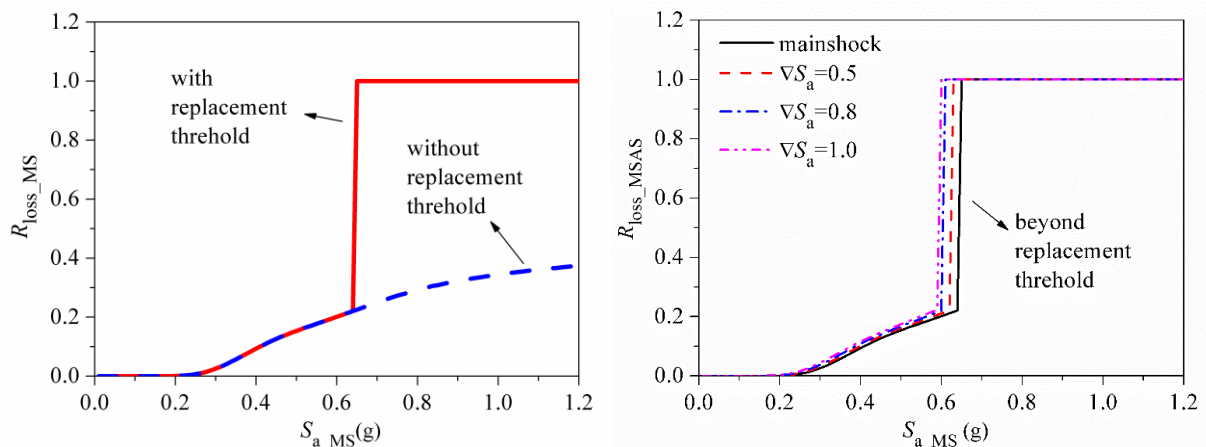 1.2
1.0
0.8
0.6
0.4
0.2
0.0
0.0 0.2 0.4 0.6 0.8 1.0 1.2
R_loss_MS
S_a_MS(g)
with
replacement
threhold
without
replacement
threhold
1.2
1.0
0.8
0.6
0.4
0.2
0.0
0.0 0.2 0.4 0.6 0.8 1.0 1.2
R_loss_MSAS
S_a_MS(g)
mainshock
∇S_a=0.5
∇S_a=0.8
∇S_a=1.0
beyond
replacement
threhold